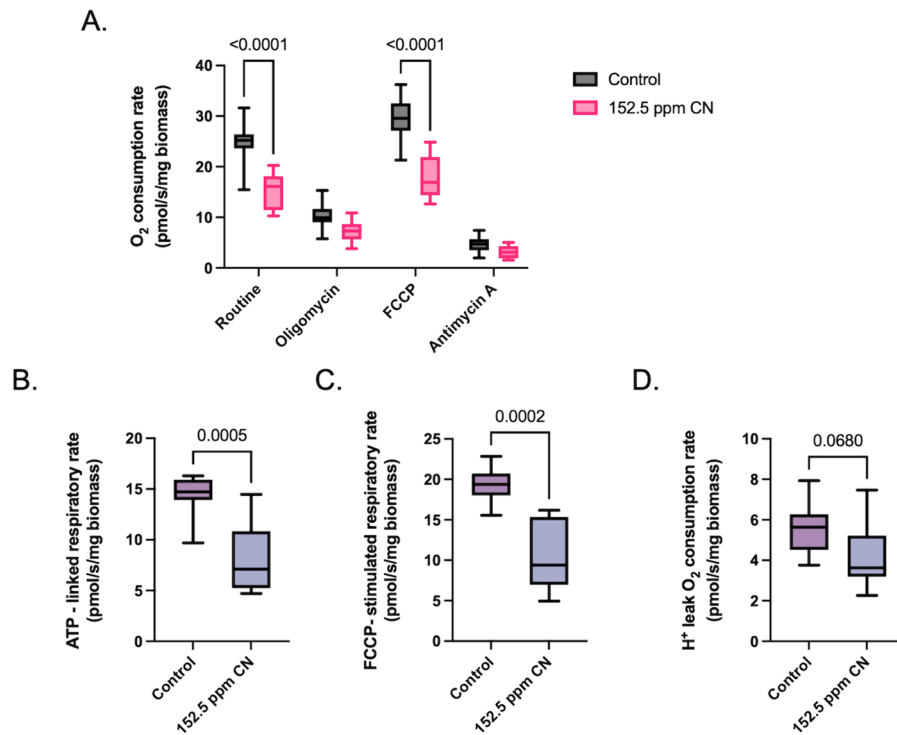 A.
<0.0001
<0.0001
40
30
20
10
0
O₂ consumption rate
(pmol/s/mg biomass)
Routine
Oligomycin
FCCP
Antimycin A
Control
152.5 ppm CN
B.
0.0005
20
15
10
5
0
ATP - linked respiratory rate
(pmol/s/mg biomass)
Control
152.5 ppm CN
C.
0.0002
25
20
15
10
5
0
FCCP- stimulated respiratory rate
(pmol/s/mg biomass)
Control
152.5 ppm CN
D.
0.0680
10
8
6
4
2
0
H⁺ leak O₂ consumption rate
(pmol/s/mg biomass)
Control
152.5 ppm CN